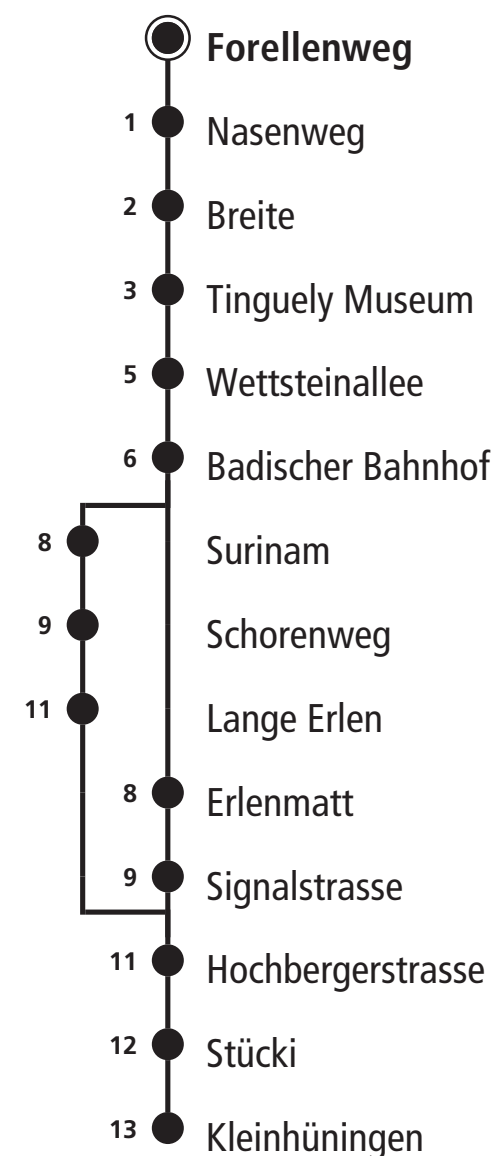 Forellenweg
1 Nasenweg
2 Breite
3 Tinguely Museum
5 Wettsteinallee
6 Badischer Bahnhof
8 Surinam
9 Schorenweg
11 Lange Erlen
8 Erlenmatt
9 Signalstrasse
11 Hochbergerstrasse
12 Stücki
13 Kleinhüningen